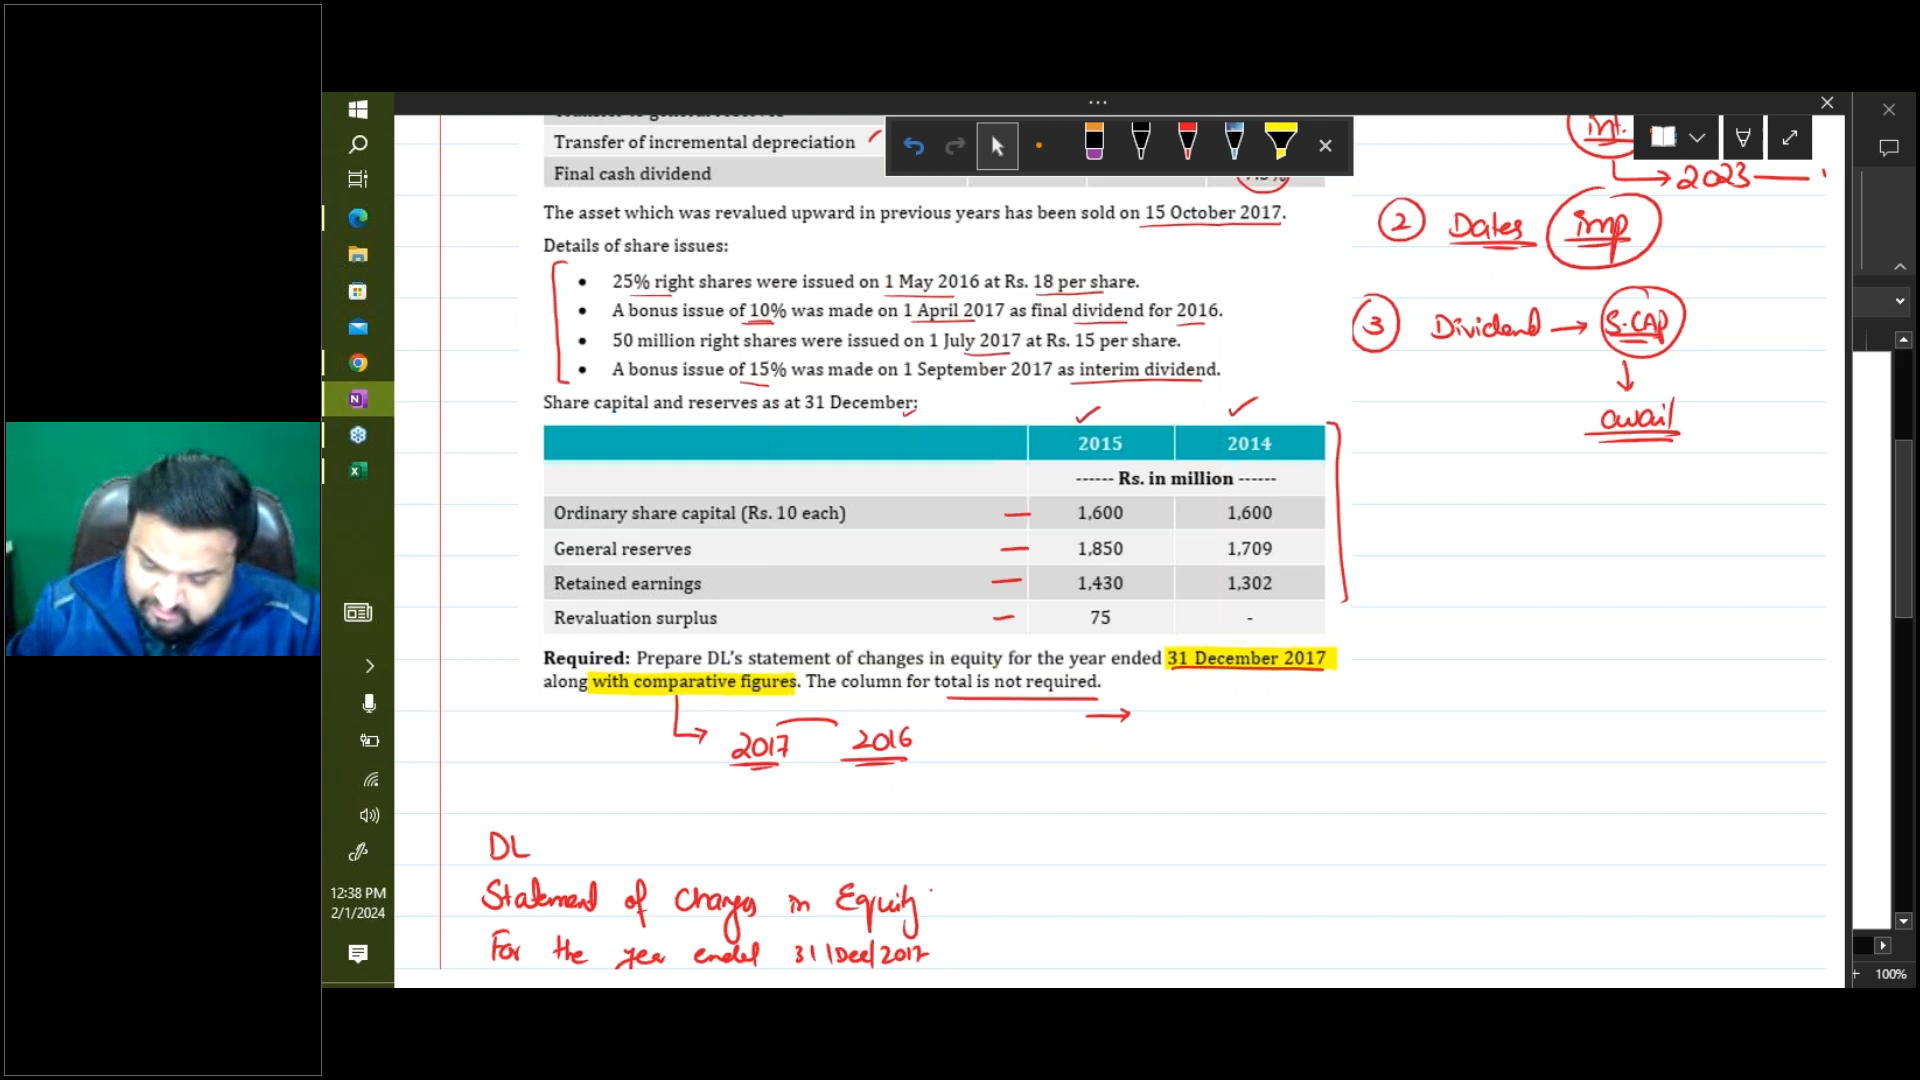 Transfer of incremental depreciation
Final cash dividend
The asset which was revalued upward in previous years has been sold on 15 October 2017.
Details of share issues:
• 25% right shares were issued on 1 May 2016 at Rs. 18 per share.
• A bonus issue of 10% was made on 1 April 2017 as final dividend for 2016.
• 50 million right shares were issued on 1 July 2017 at Rs. 15 per share.
• A bonus issue of 15% was made on 1 September 2017 as interim dividend.
Share capital and reserves as at 31 December:
2015 2014
------ Rs. in million ------
Ordinary share capital (Rs. 10 each) 1,600 1,600
General reserves 1,850 1,709
Retained earnings 1,430 1,302
Revaluation surplus 75 -
Required: Prepare DL's statement of changes in equity for the year ended 31 December 2017
along with comparative figures. The column for total is not required.
2017 2016
DL
Statement of Changes in Equity
For the year ended 31/Dec/2017
int.
2023
2 Dates imp
3 Dividend → S.CAP
avail
12:38 PM
2/1/2024
100%